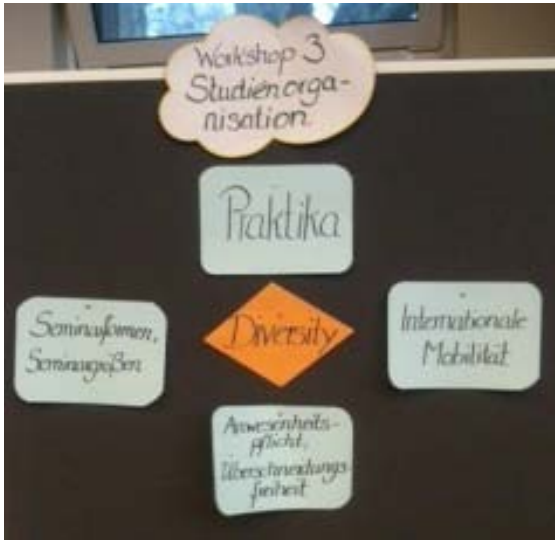 Workshop 3
Studienorga-
nisation
Praktika
Seminarformen,
Seminargrößen
Diversity
Internationale
Mobilität
Anwesenheits-
pflicht,
Überschneidungs-
freiheit